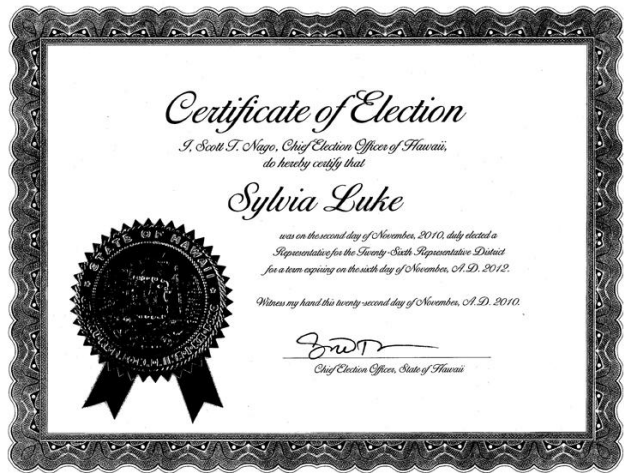 Certificate of Election
I, Scott T. Nago, Chief Election Officer of Hawaii,
do hereby certify that
Sylvia Luke
was on the second day of November, 2010, duly elected a
Representative for the Twenty-Sixth Representative District
for a term expiring on the sixth day of November, A.D. 2012.
Witness my hand this twenty-second day of November, A.D. 2010.
Chief Election Officer, State of Hawaii
STATE OF HAWAII